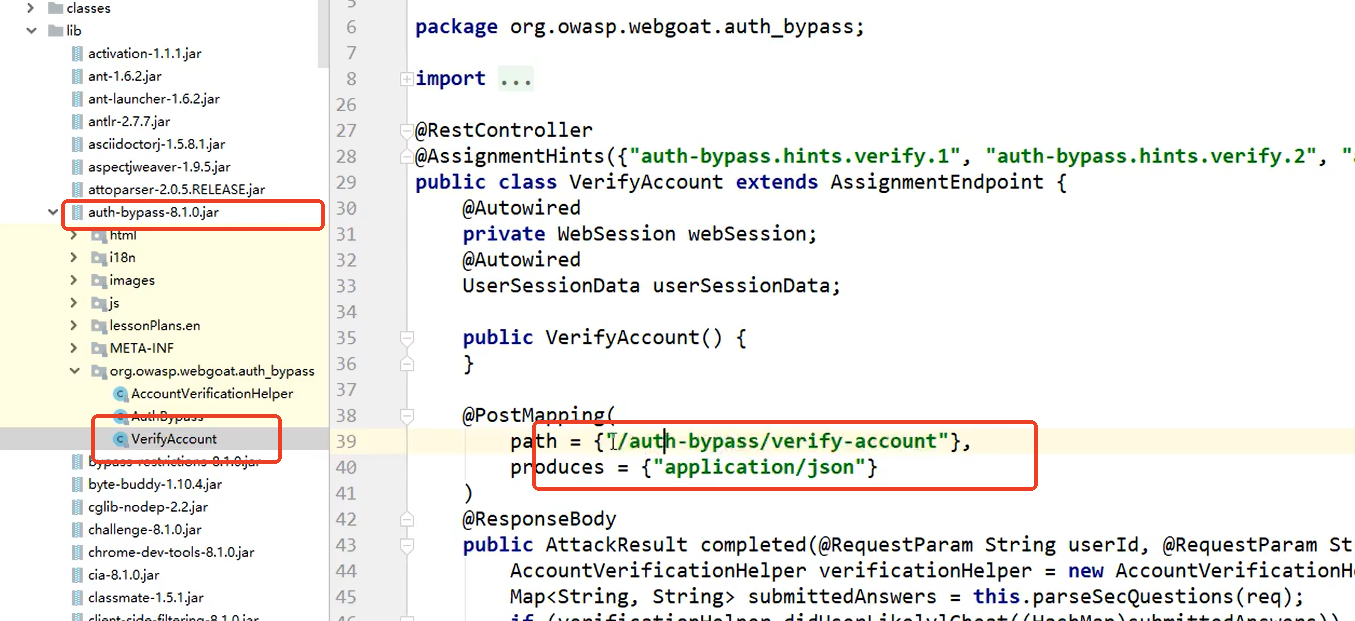 classes
lib
activation-1.1.1.jar
ant-1.6.2.jar
ant-launcher-1.6.2.jar
antlr-2.7.7.jar
asciidoctorj-1.5.8.1.jar
aspectjweaver-1.9.5.jar
attoparser-2.0.5.RELEASE.jar
auth-bypass-8.1.0.jar
html
i18n
images
js
lessonPlans.en
META-INF
org.owasp.webgoat.auth_bypass
AccountVerificationHelper
AuthBypass
VerifyAccount
bypass-restrictions-8.1.0.jar
byte-buddy-1.10.4.jar
cglib-nodep-2.2.jar
challenge-8.1.0.jar
chrome-dev-tools-8.1.0.jar
cia-8.1.0.jar
classmate-1.5.1.jar
client-side-filtering-8.1.0.jar
5
6 package org.owasp.webgoat.auth_bypass;
7
8 import ...
26
27 @RestController
28 @AssignmentHints({"auth-bypass.hints.verify.1", "auth-bypass.hints.verify.2", "a
29 public class VerifyAccount extends AssignmentEndpoint {
30 @Autowired
31 private WebSession webSession;
32 @Autowired
33 UserSessionData userSessionData;
34
35 public VerifyAccount() {
36 }
37
38 @PostMapping(
39 path = {"/auth-bypass/verify-account"},
40 produces = {"application/json"}
41 )
42 @ResponseBody
43 public AttackResult completed(@RequestParam String userId, @RequestParam St
44 AccountVerificationHelper verificationHelper = new AccountVerificationH
45 Map<String, String> submittedAnswers = this.parseSecQuestions(req);
46 if (verificationHelper.didUserLikelylCheat((HashMap)submittedAnswers))